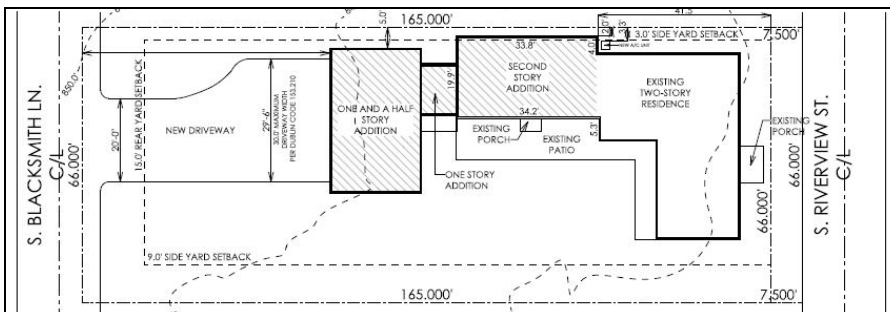 165.000'
41.5'
5.0'
2.0'
3.3'
3.0' SIDE YARD SETBACK
7.500'
33.8'
4.0'
NEW A/C UNIT
850.0'
S. BLACKSMITH LN.
C/L
66.000'
20'-0"
15.0' REAR YARD SETBACK
NEW DRIVEWAY
29'-6"
30.0' MAXIMUM
DRIVEWAY WIDTH
PER DUBLIN CODE 153.210
ONE AND A HALF
STORY
ADDITION
19.9'
SECOND
STORY
ADDITION
34.2'
EXISTING
TWO-STORY
RESIDENCE
EXISTING
PORCH
EXISTING
PORCH
EXISTING
PATIO
5.3'
ONE STORY
ADDITION
66.000'
66.000'
S. RIVERVIEW ST.
C/L
9.0' SIDE YARD SETBACK
165.000'
7.500'